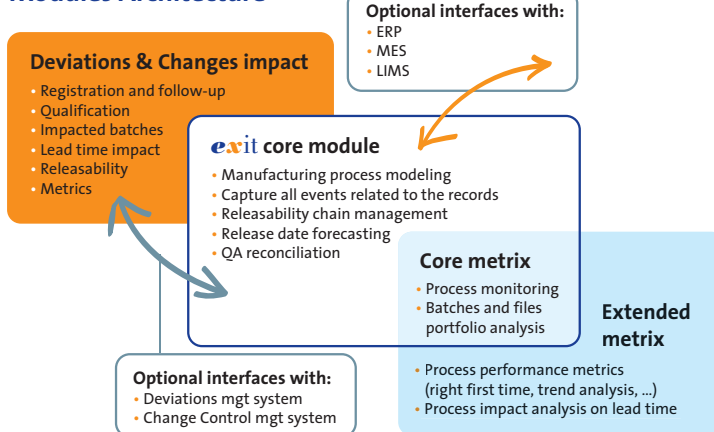 Modules Architecture
Optional interfaces with:
• ERP
• MES
• LIMS
Deviations & Changes impact
• Registration and follow-up
• Qualification
• Impacted batches
• Lead time impact
• Releasability
• Metrics
exit core module
• Manufacturing process modeling
• Capture all events related to the records
• Releasability chain management
• Release date forecasting
• QA reconciliation
Core metrix
• Process monitoring
• Batches and files
portfolio analysis
Extended
metrix
• Process performance metrics
(right first time, trend analysis, ...)
• Process impact analysis on lead time
Optional interfaces with:
• Deviations mgt system
• Change Control mgt system